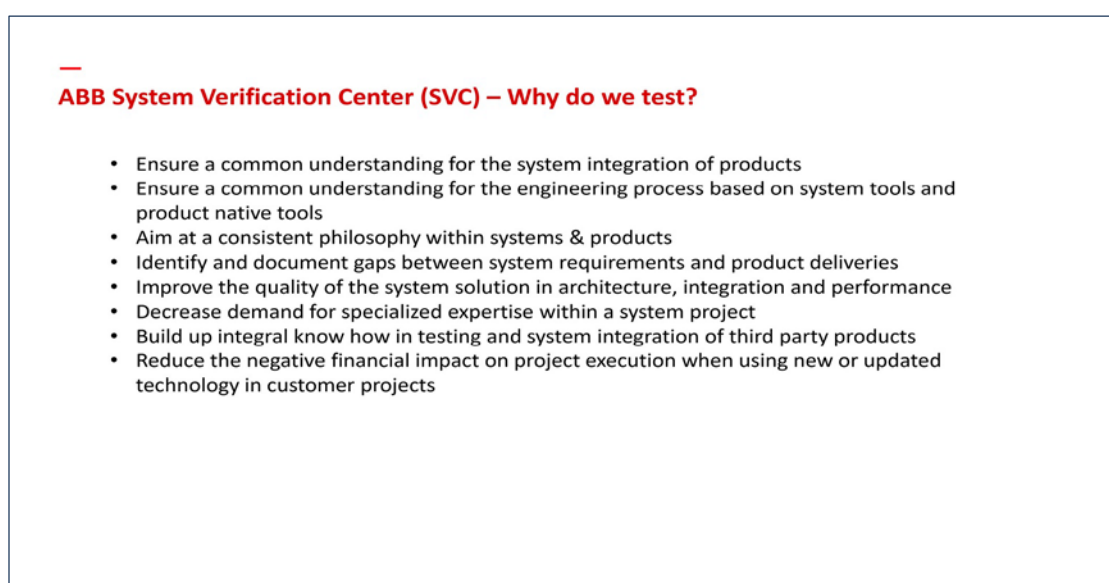 ABB System Verification Center (SVC) – Why do we test?
• Ensure a common understanding for the system integration of products
• Ensure a common understanding for the engineering process based on system tools and
product native tools
• Aim at a consistent philosophy within systems & products
• Identify and document gaps between system requirements and product deliveries
• Improve the quality of the system solution in architecture, integration and performance
• Decrease demand for specialized expertise within a system project
• Build up integral know how in testing and system integration of third party products
• Reduce the negative financial impact on project execution when using new or updated
technology in customer projects